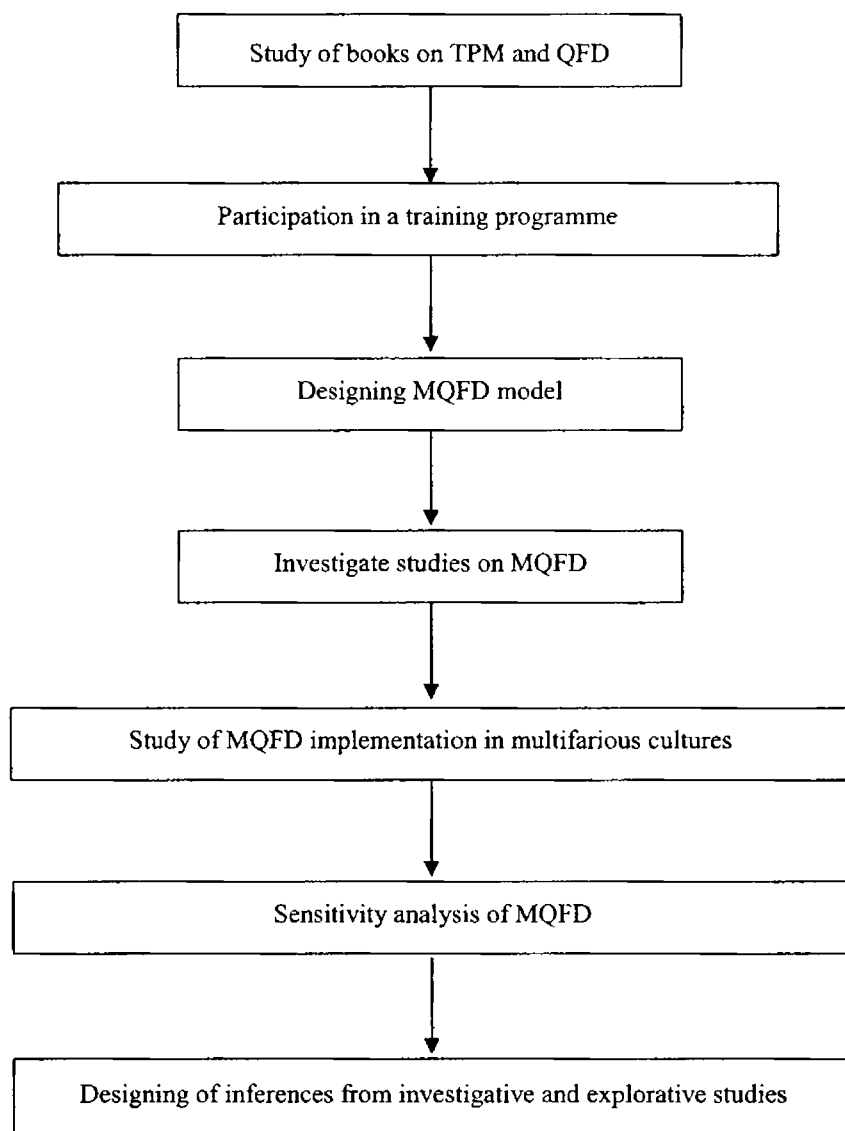 Study of books on TPM and QFD
Participation in a training programme
Designing MQFD model
Investigate studies on MQFD
Study of MQFD implementation in multifarious cultures
Sensitivity analysis of MQFD
Designing of inferences from investigative and explorative studies